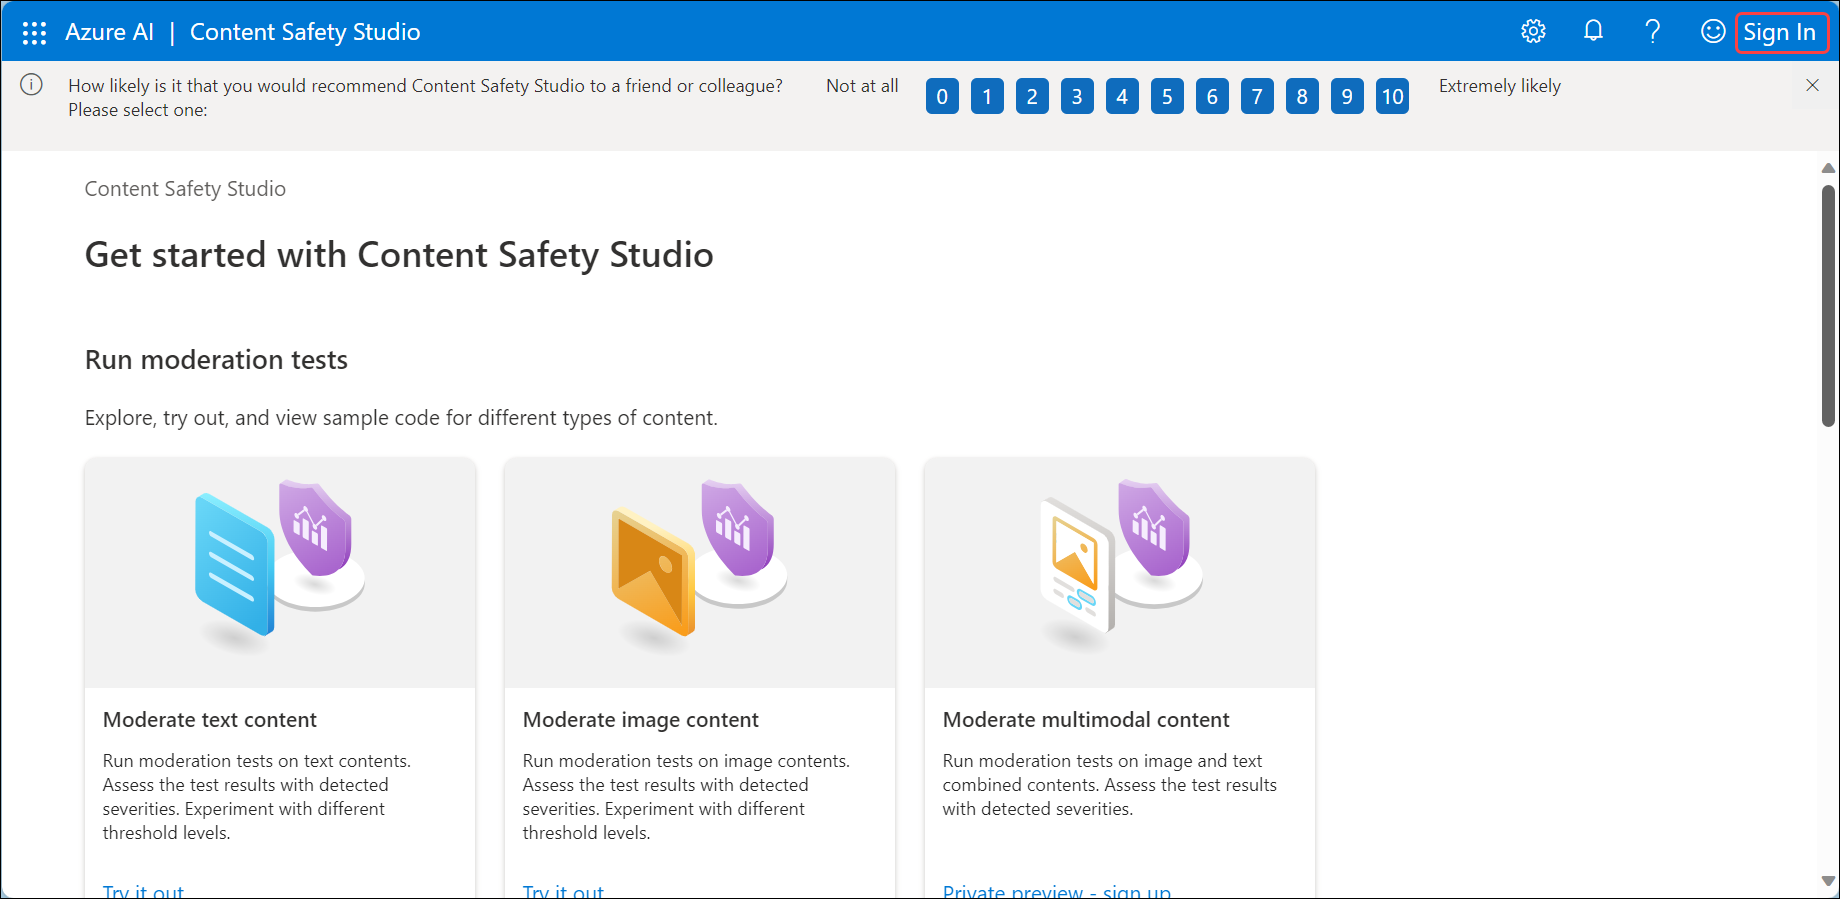 Azure AI | Content Safety Studio
Sign In
How likely is it that you would recommend Content Safety Studio to a friend or colleague?
Please select one:
Not at all 0 1 2 3 4 5 6 7 8 9 10 Extremely likely
Content Safety Studio
Get started with Content Safety Studio
Run moderation tests
Explore, try out, and view sample code for different types of content.
Moderate text content
Run moderation tests on text contents.
Assess the test results with detected
severities. Experiment with different
threshold levels.
Try it out
Moderate image content
Run moderation tests on image contents.
Assess the test results with detected
severities. Experiment with different
threshold levels.
Try it out
Moderate multimodal content
Run moderation tests on image and text
combined contents. Assess the test results
with detected severities.
Private preview - sign up